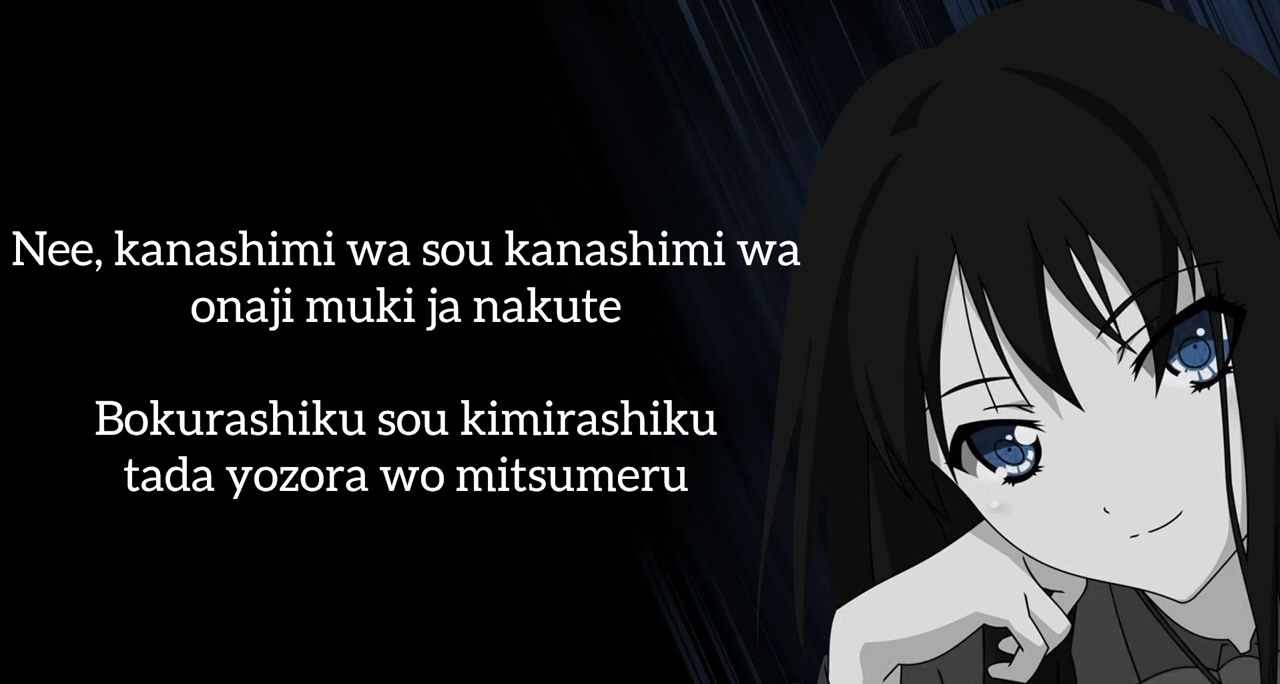 Nee, kanashimi wa sou kanashimi wa
onaji muki ja nakute
Bokurashiku sou kimirashiku
tada yozora wo mitsumeru